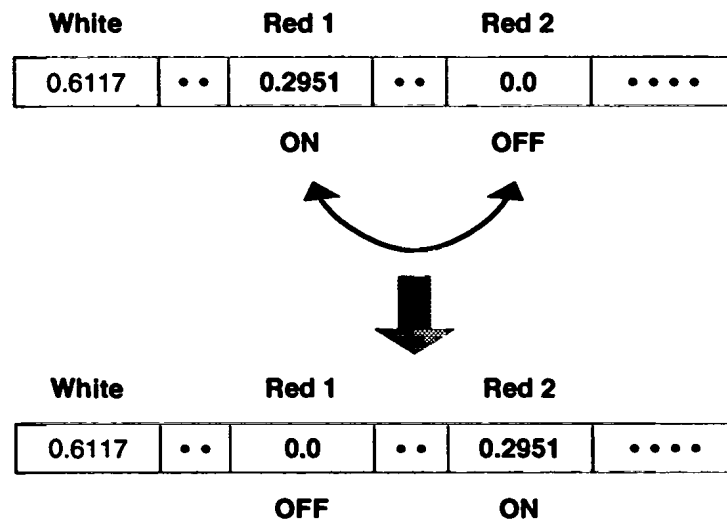 White Red 1 Red 2
0.6117 •• 0.2951 •• 0.0 ••••
ON OFF
White Red 1 Red 2
0.6117 •• 0.0 •• 0.2951 ••••
OFF ON